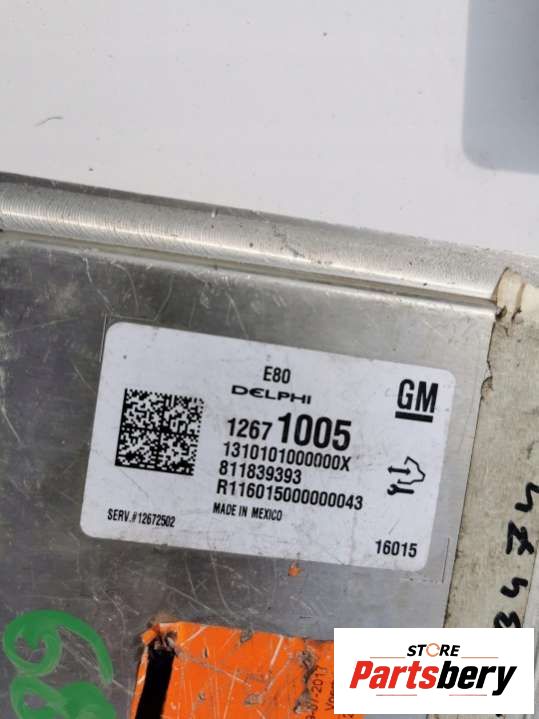 E80
DELPHI
GM
12671005
1310101000000X
811839393
R116015000000043
MADE IN MEXICO
SERV.#12672502
16015
STORE
Partsbery